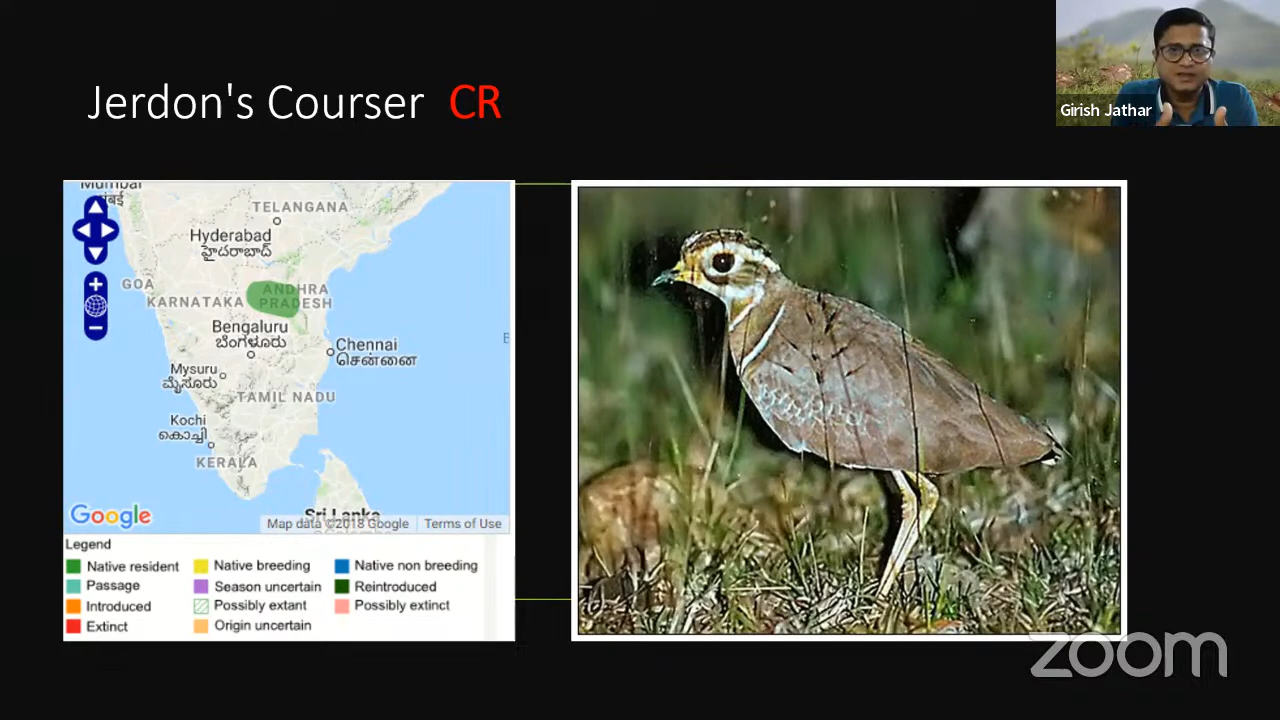 Jerdon's Courser CR
Girish Jathar
Mumbai
मुंबई
TELANGANA
Hyderabad
హైదరాబాద్
GOA
KARNATAKA
ANDHRA
PRADESH
Bengaluru
ಬೆಂಗಳೂರು
Chennai
சென்னை
Mysuru
ಮೈಸೂರು
TAMIL NADU
Kochi
കൊച്ചി
KERALA
Sri Lanka
Google
Map data ©2018 Google
Terms of Use
Legend
Native resident
Native breeding
Native non breeding
Passage
Season uncertain
Reintroduced
Introduced
Possibly extant
Possibly extinct
Extinct
Origin uncertain
zoom